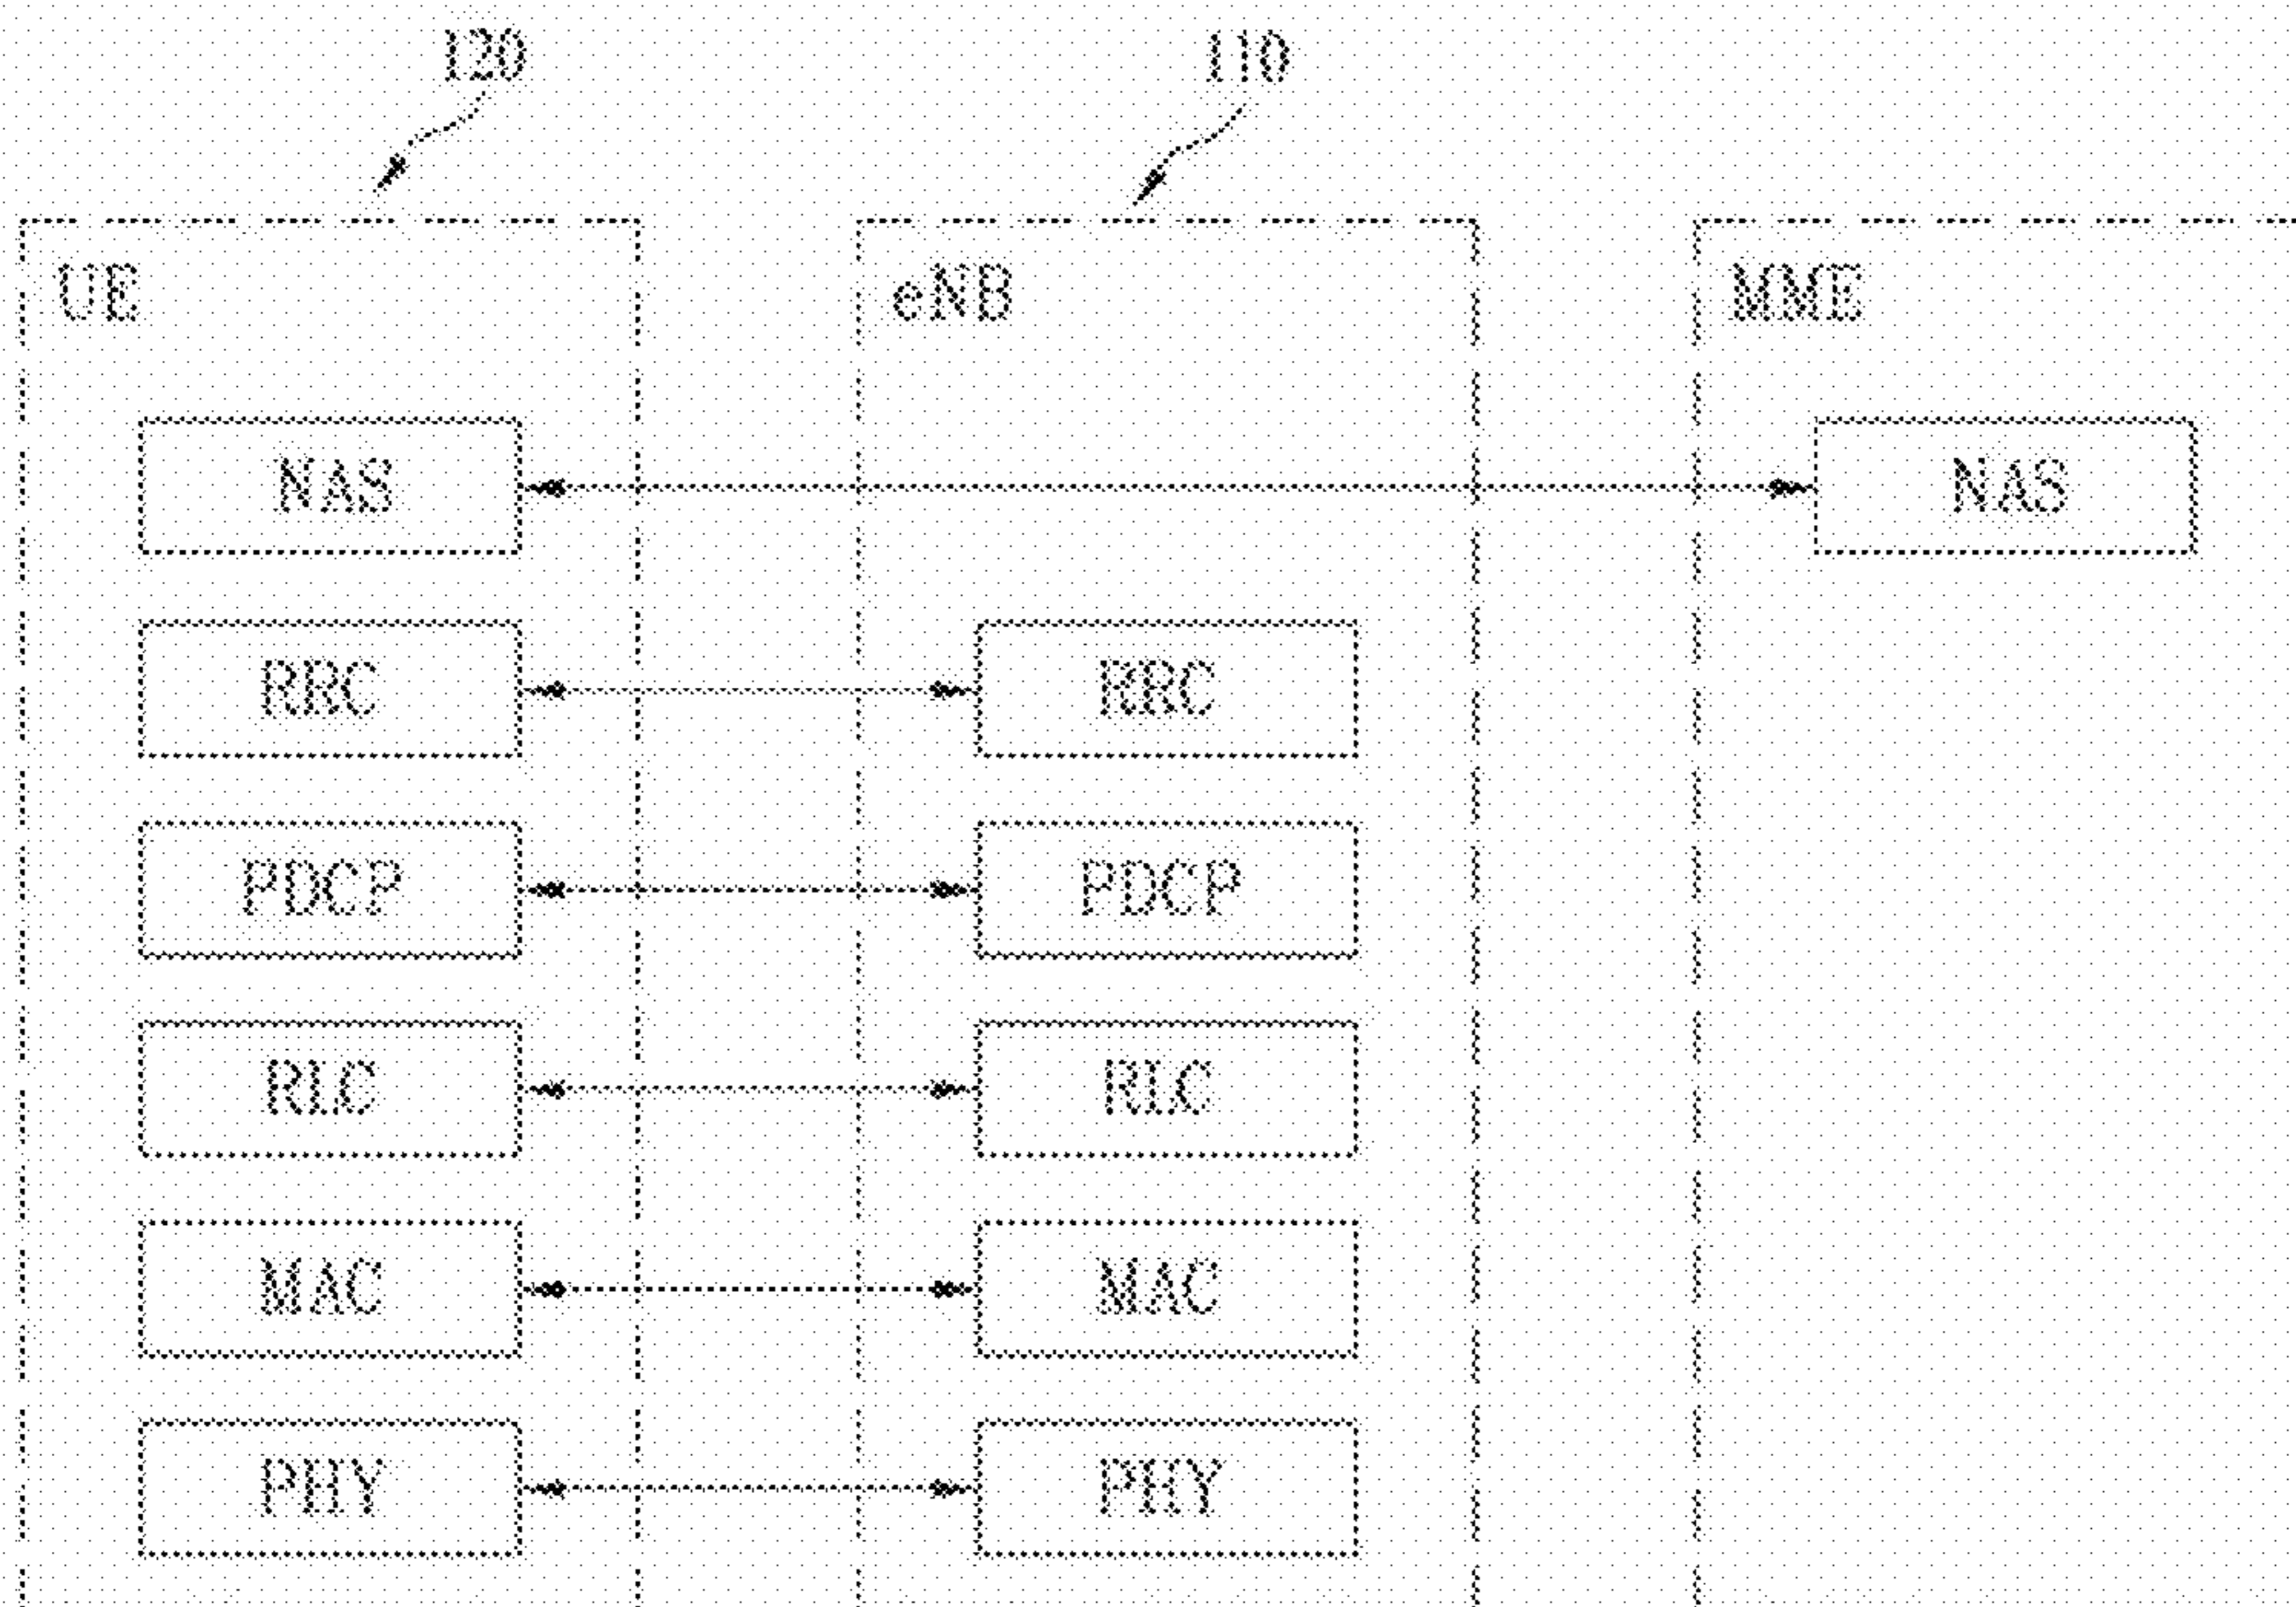 120 110
UE eNB MME
NAS NAS
RRC RRC
PDCP PDCP
RLC RLC
MAC MAC
PHY PHY